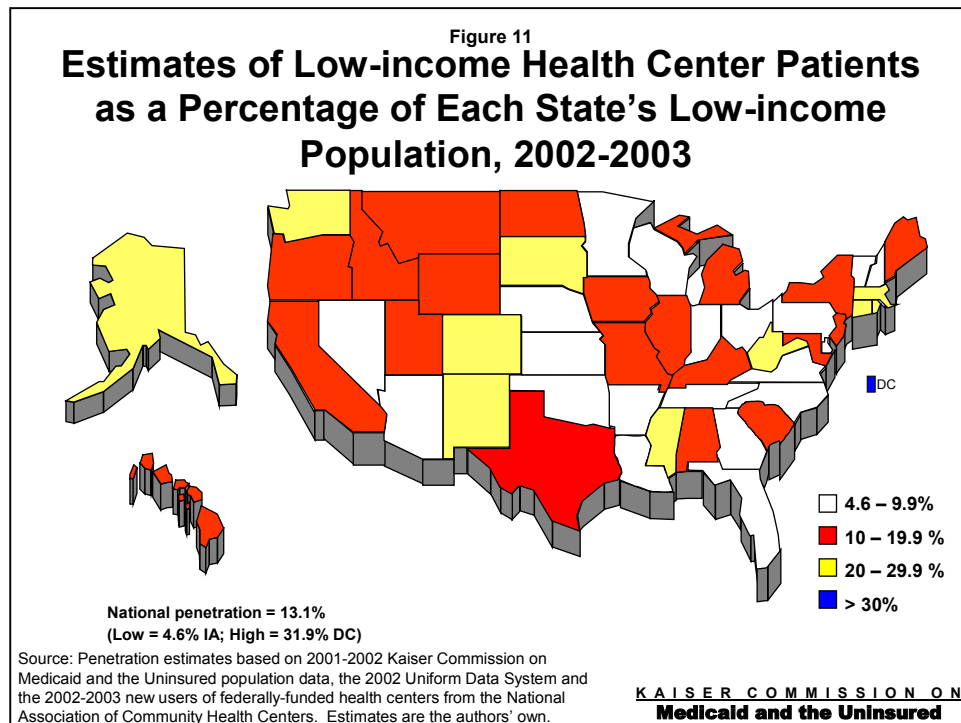 Figure 11
Estimates of Low-income Health Center Patients
as a Percentage of Each State's Low-income
Population, 2002-2003
DC
4.6 – 9.9%
10 – 19.9 %
20 – 29.9 %
> 30%
National penetration = 13.1%
(Low = 4.6% IA; High = 31.9% DC)
Source: Penetration estimates based on 2001-2002 Kaiser Commission on
Medicaid and the Uninsured population data, the 2002 Uniform Data System and
the 2002-2003 new users of federally-funded health centers from the National
Association of Community Health Centers.  Estimates are the authors' own.
KAISER COMMISSION ON
Medicaid and the Uninsured